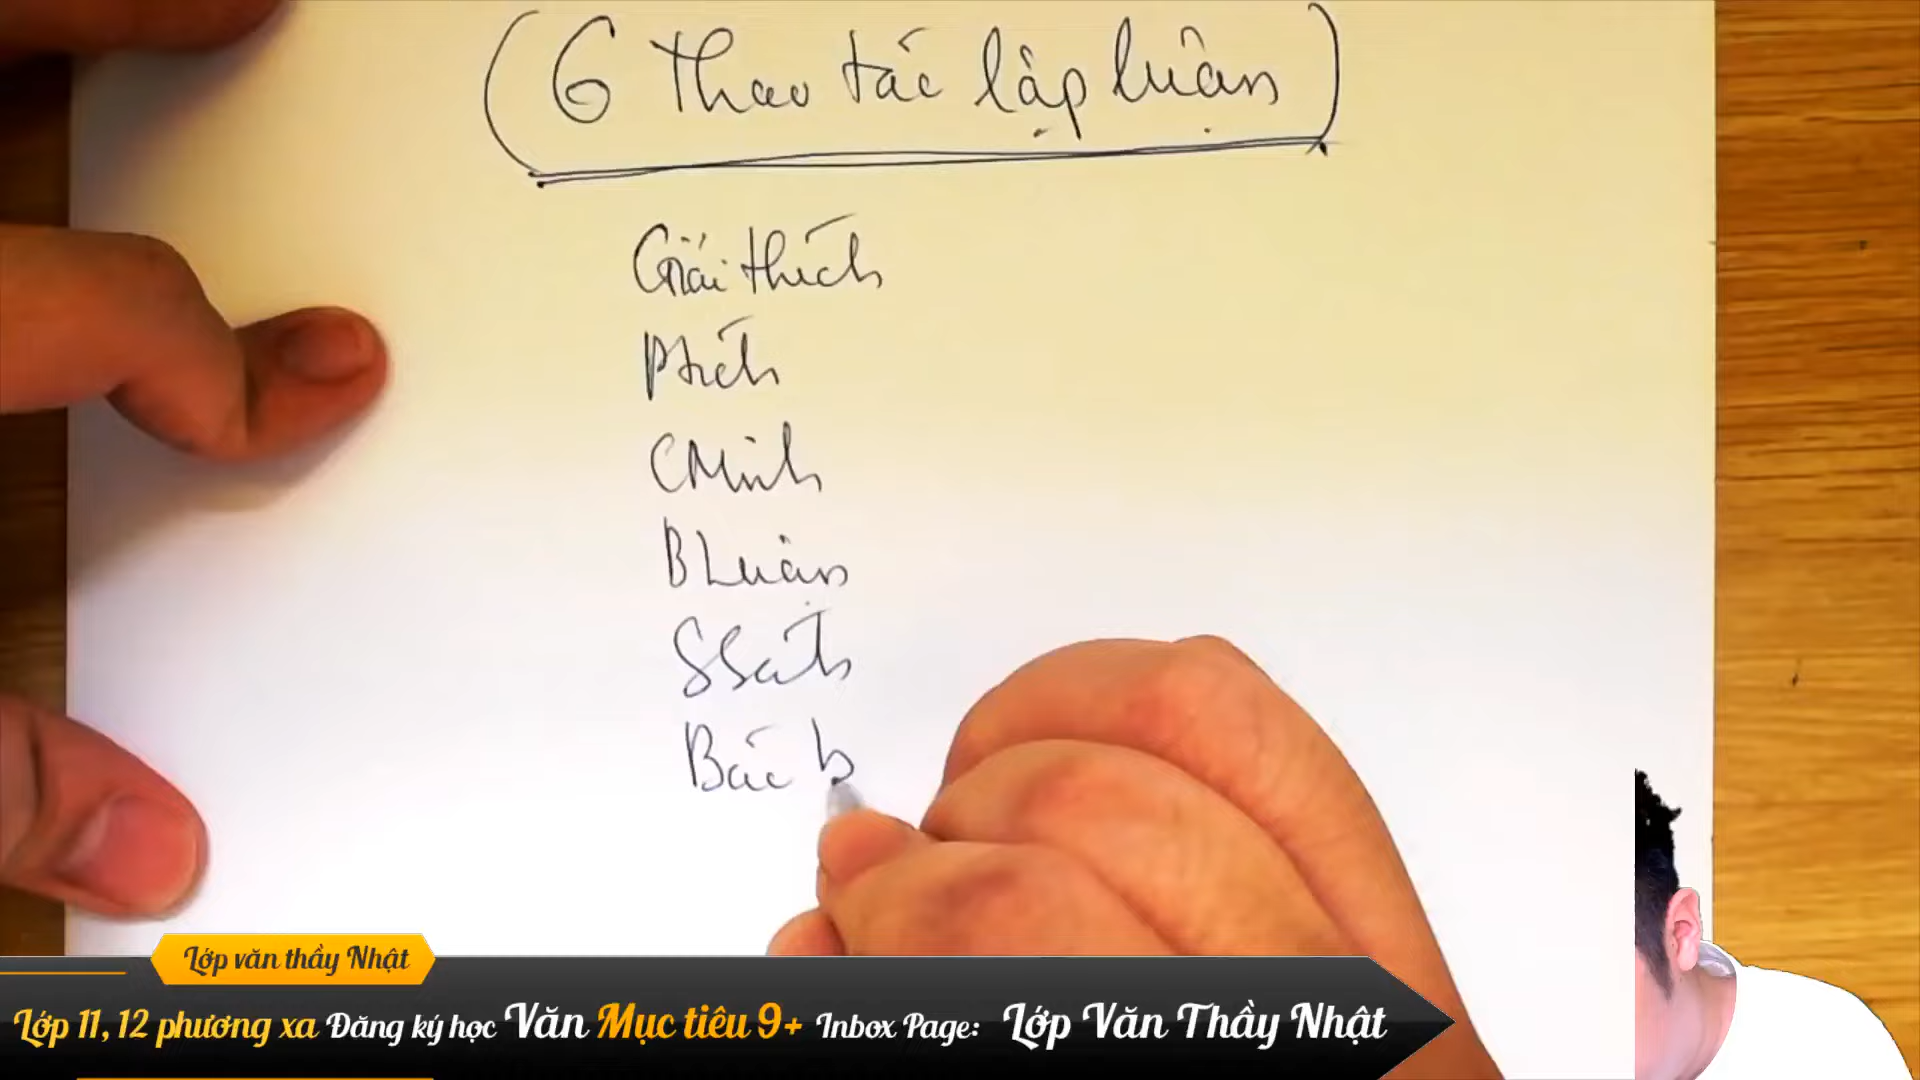 (6 Thao tác lập luận)
Giải thích
Ptích
CMinh
BLuận
SSánh
Bác b
Lớp văn thầy Nhật
Lớp 11, 12 phương xa Đăng ký học Văn Mục tiêu 9+ Inbox Page: Lớp Văn Thầy Nhật